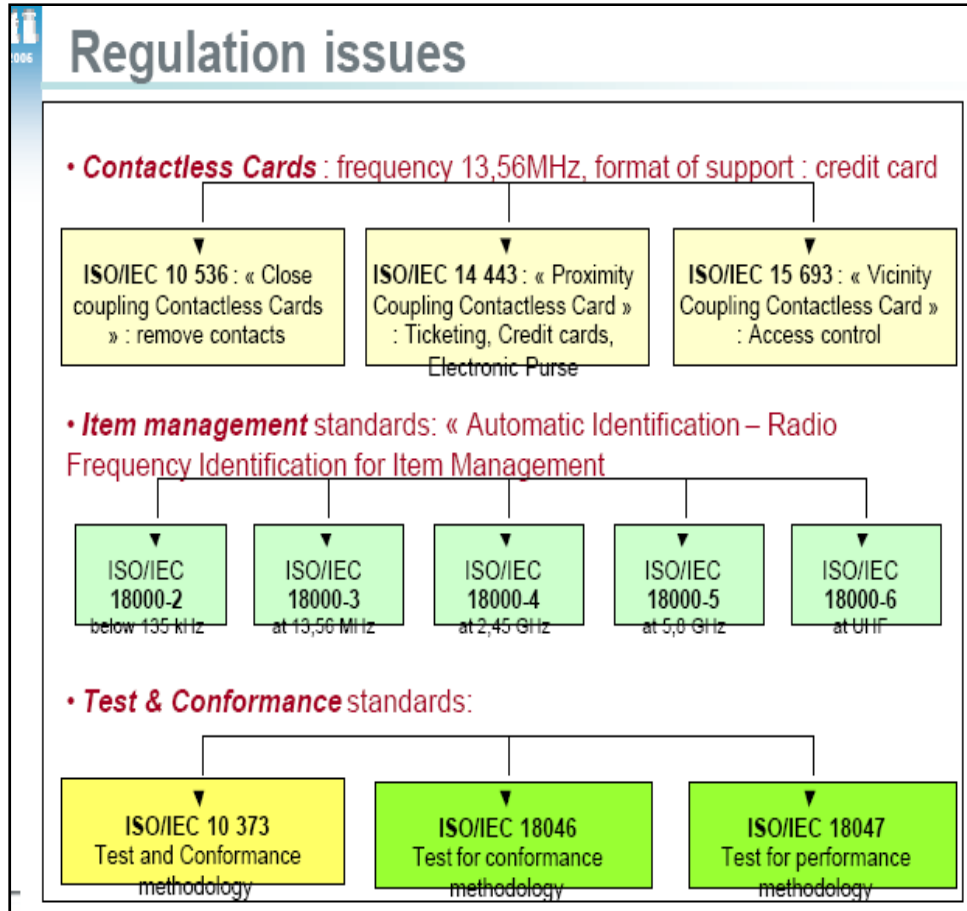 2006
Regulation issues
• Contactless Cards : frequency 13,56MHz, format of support : credit card
ISO/IEC 10 536 : « Close
coupling Contactless Cards
» : remove contacts
ISO/IEC 14 443 : « Proximity
Coupling Contactless Card »
: Ticketing, Credit cards,
Electronic Purse
ISO/IEC 15 693 : « Vicinity
Coupling Contactless Card »
: Access control
• Item management standards: « Automatic Identification – Radio
Frequency Identification for Item Management
ISO/IEC
18000-2
below 135 kHz
ISO/IEC
18000-3
at 13,56 MHz
ISO/IEC
18000-4
at 2,45 GHz
ISO/IEC
18000-5
at 5,8 GHz
ISO/IEC
18000-6
at UHF
• Test & Conformance standards:
ISO/IEC 10 373
Test and Conformance
methodology
ISO/IEC 18046
Test for conformance
methodology
ISO/IEC 18047
Test for performance
methodology